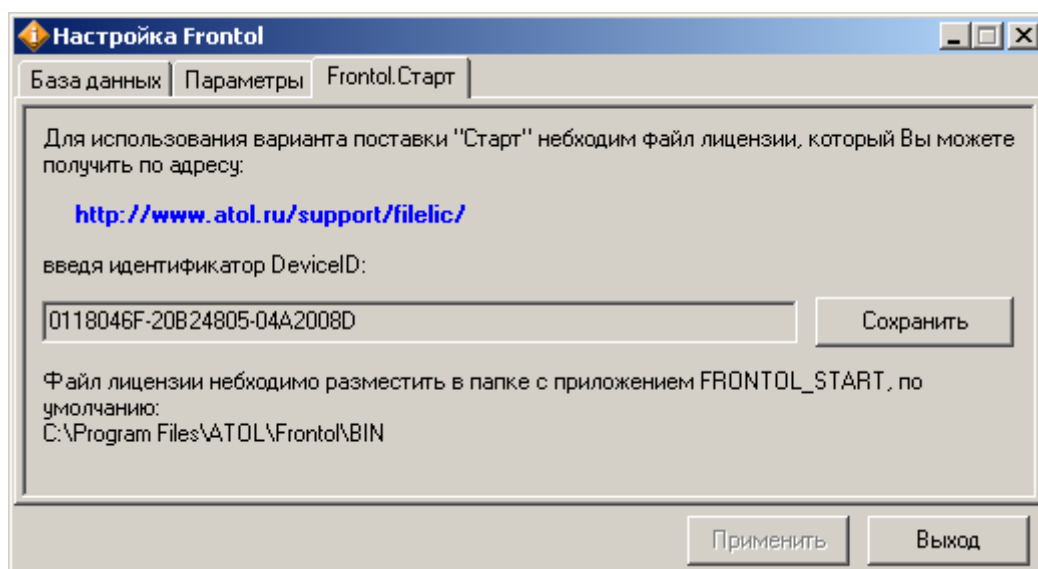 Настройка Frontol
База данных Параметры Frontol.Старт
Для использования варианта поставки "Старт" небходим файл лицензии, который Вы можете
получить по адресу:
http://www.atol.ru/support/filelic/
введя идентификатор DeviceID:
0118046F-20B24805-04A2008D Сохранить
Файл лицензии небходимо разместить в папке с приложением FRONTOL_START, по
умолчанию:
C:\Program Files\ATOL\Frontol\BIN
Применить Выход